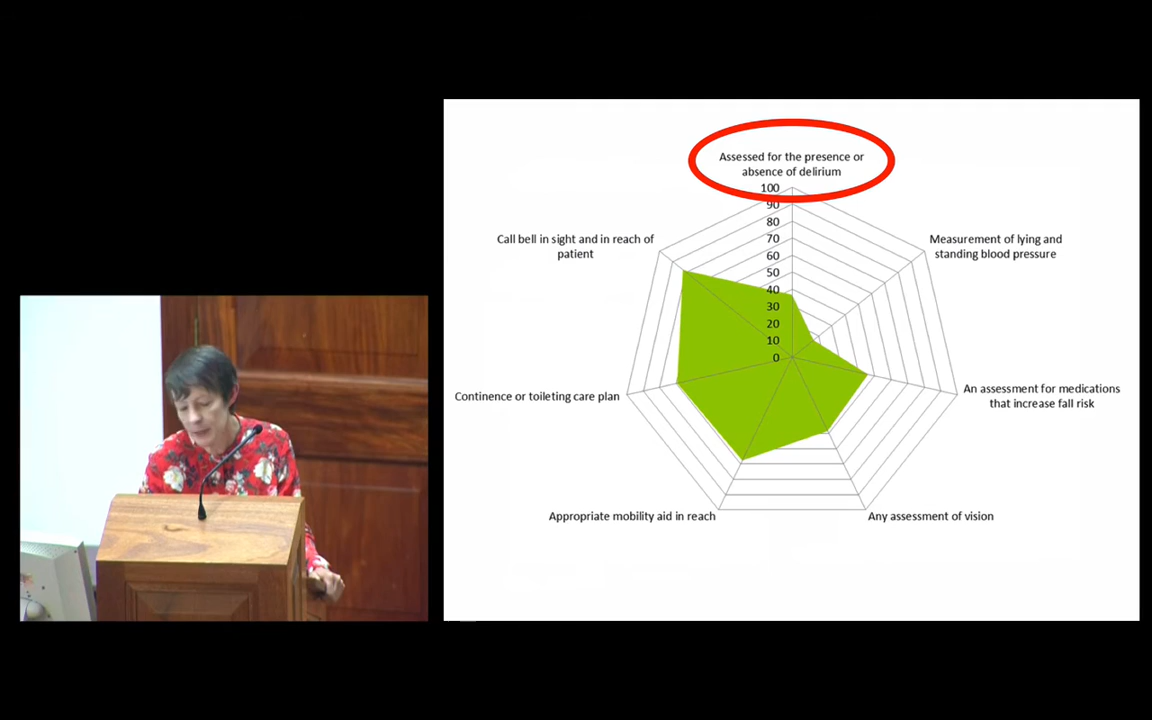 Assessed for the presence or
absence of delirium
100
90
80
70
60
50
40
30
20
10
0
Call bell in sight and in reach of
patient
Measurement of lying and
standing blood pressure
Continence or toileting care plan
An assessment for medications
that increase fall risk
Appropriate mobility aid in reach
Any assessment of vision